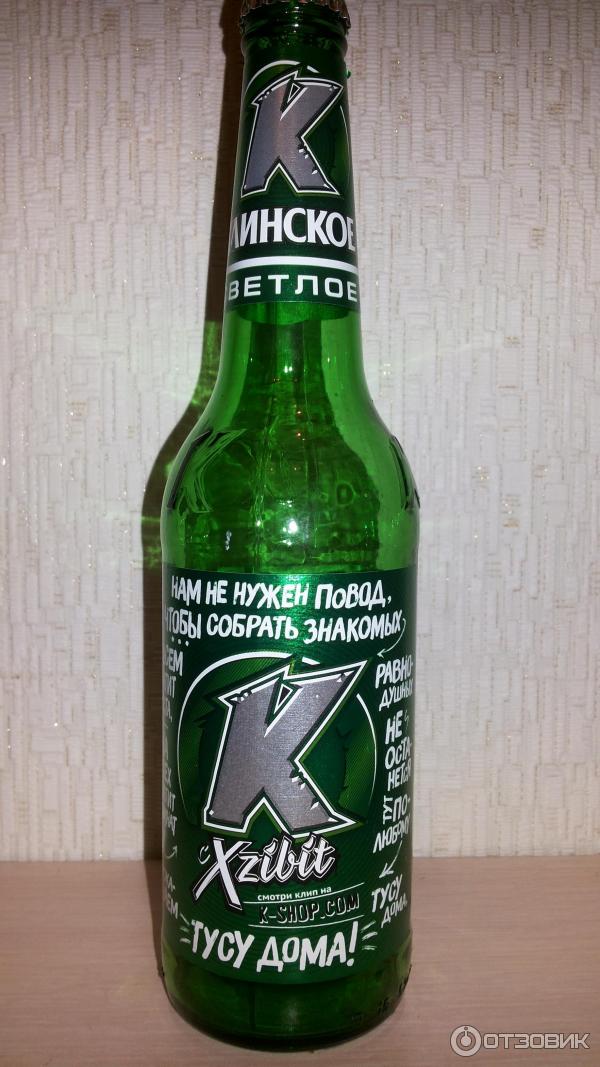 К
ЛИНСКОЕ
ВЕТЛОЕ
НАМ НЕ НУЖЕН ПОВОД,
ЧТОБЫ СОБРАТЬ ЗНАКОМЫХ,
РАВНО-
ДУШНЫХ
НЕ
ОСТА-
НЕТСЯ
ТУТ
ПО-
ЛЮБОМУ
ТУСУ
ДОМА,
К
с Xzibit
смотри клип на
K-SHOP.COM
ТУСУ ДОМА!
ОТЗОВИК